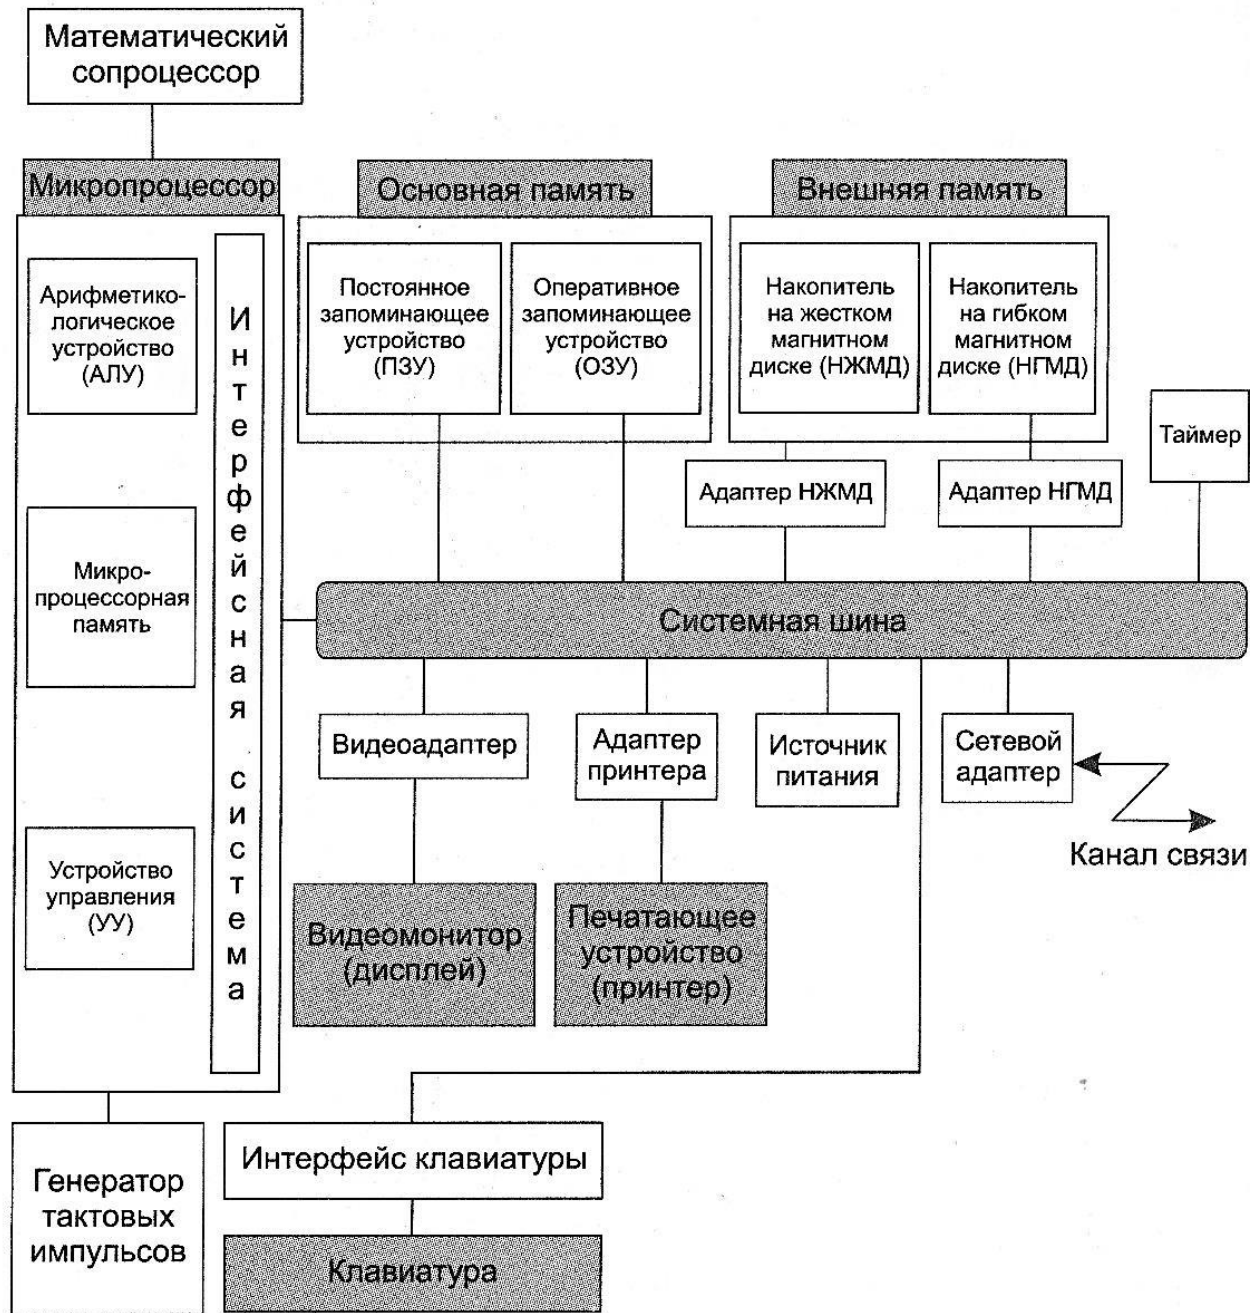 Математический
сопроцессор
Микропроцессор
Основная память
Внешняя память
Арифметико-
логическое
устройство
(АЛУ)
Микро-
процессорная
память
Устройство
управления
(УУ)
Интерфейсная система
Постоянное
запоминающее
устройство
(ПЗУ)
Оперативное
запоминающее
устройство
(ОЗУ)
Накопитель
на жестком
магнитном
диске (НЖМД)
Накопитель
на гибком
магнитном
диске (НГМД)
Таймер
Адаптер НЖМД
Адаптер НГМД
Системная шина
Видеоадаптер
Адаптер
принтера
Источник
питания
Сетевой
адаптер
Канал связи
Видеомонитор
(дисплей)
Печатающее
устройство
(принтер)
Генератор
тактовых
импульсов
Интерфейс клавиатуры
Клавиатура